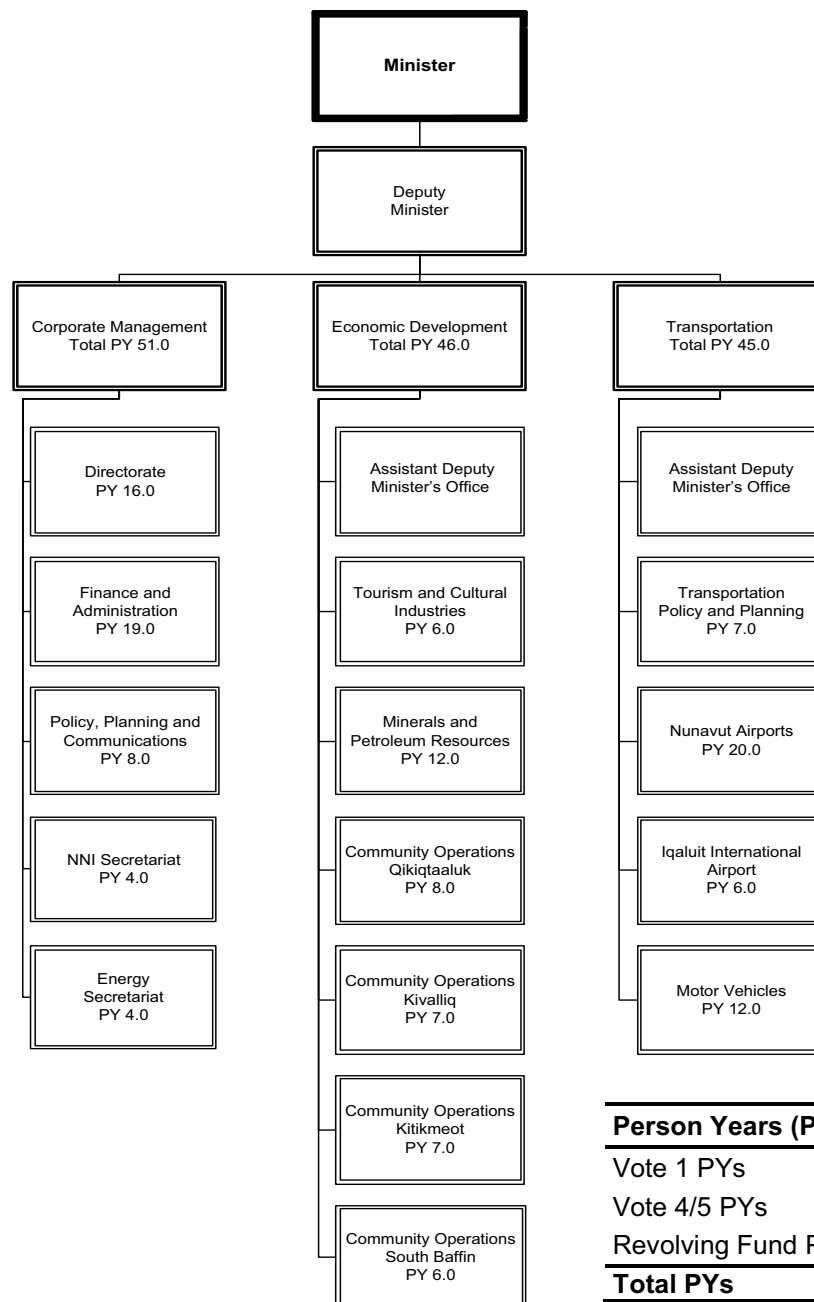 Minister
Deputy
Minister
Corporate Management
Total PY 51.0
Economic Development
Total PY 46.0
Transportation
Total PY 45.0
Directorate
PY 16.0
Finance and
Administration
PY 19.0
Policy, Planning and
Communications
PY 8.0
NNI Secretariat
PY 4.0
Energy
Secretariat
PY 4.0
Assistant Deputy
Minister’s Office
Tourism and Cultural
Industries
PY 6.0
Minerals and
Petroleum Resources
PY 12.0
Community Operations
Qikiqtaaluk
PY 8.0
Community Operations
Kivalliq
PY 7.0
Community Operations
Kitikmeot
PY 7.0
Community Operations
South Baffin
PY 6.0
Assistant Deputy
Minister’s Office
Transportation
Policy and Planning
PY 7.0
Nunavut Airports
PY 20.0
Iqaluit International
Airport
PY 6.0
Motor Vehicles
PY 12.0
Person Years (P
Vote 1 PYs
Vote 4/5 PYs
Revolving Fund P
Total PYs